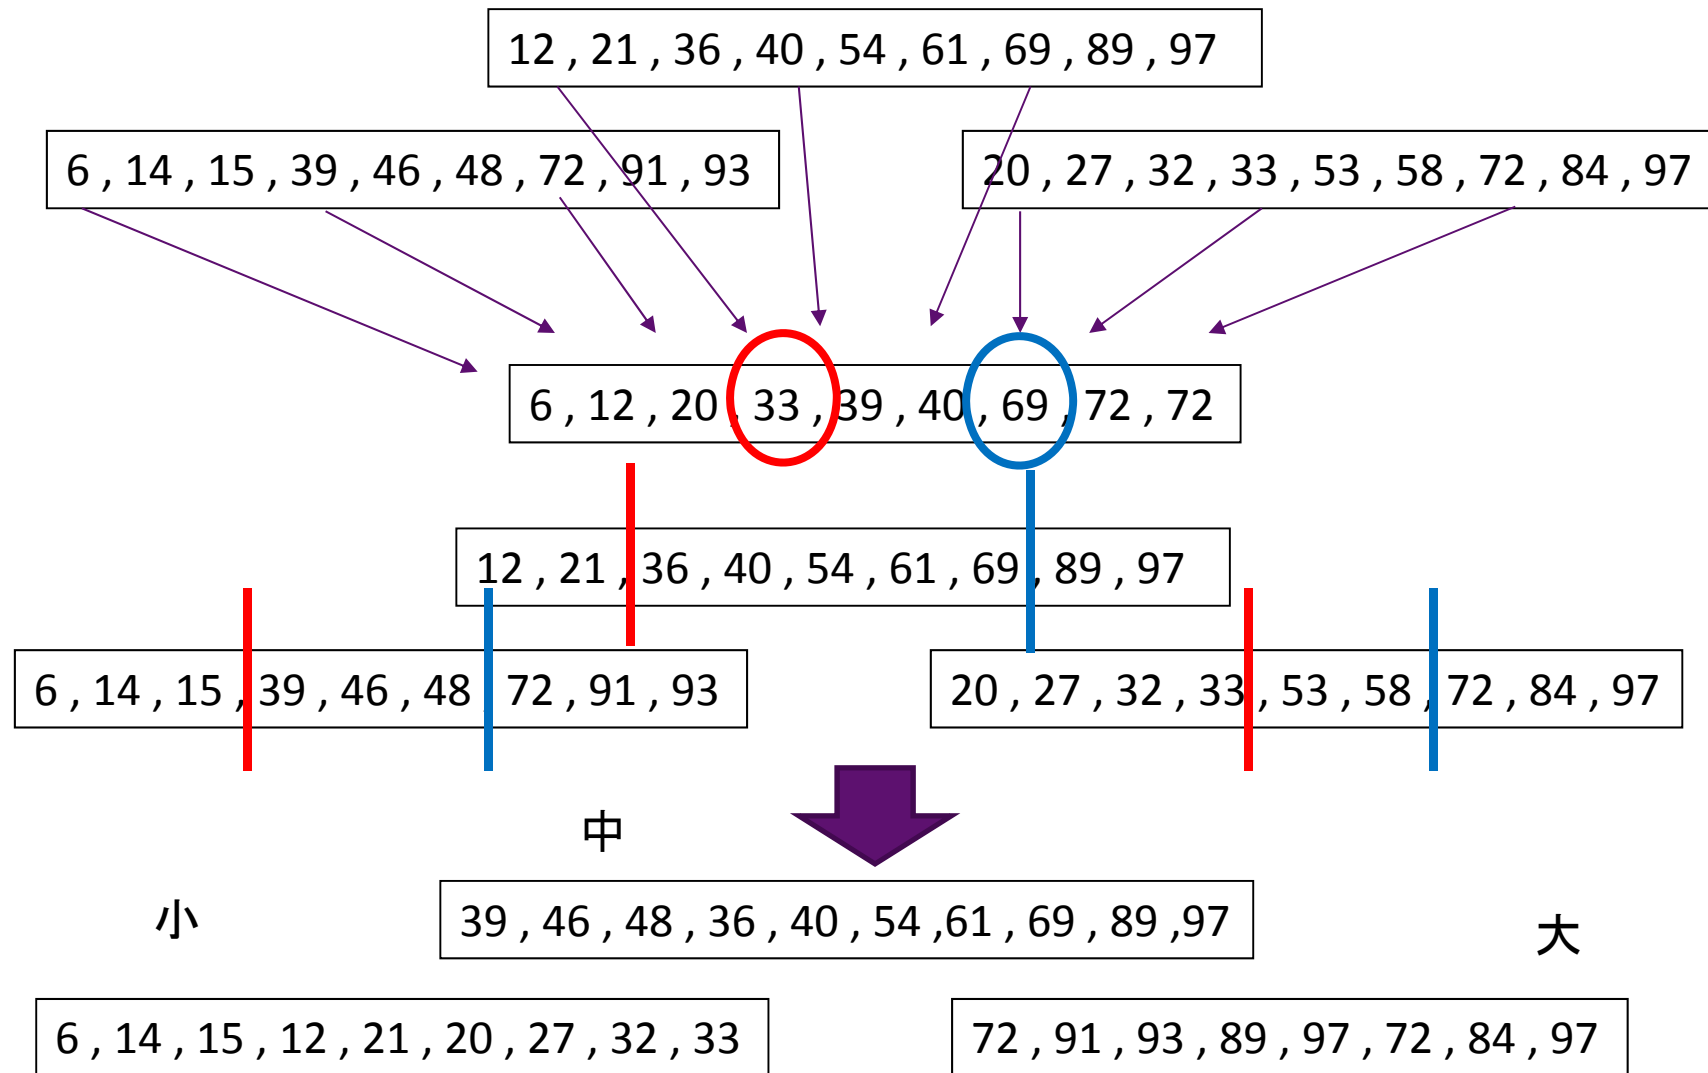 12 , 21 , 36 , 40 , 54 , 61 , 69 , 89 , 97
6 , 14 , 15 , 39 , 46 , 48 , 72 , 91 , 93
20 , 27 , 32 , 33 , 53 , 58 , 72 , 84 , 97
6 , 12 , 20 , 33 , 39 , 40 , 69 , 72 , 72
12 , 21 , 36 , 40 , 54 , 61 , 69 , 89 , 97
6 , 14 , 15 , 39 , 46 , 48 , 72 , 91 , 93
20 , 27 , 32 , 33 , 53 , 58 , 72 , 84 , 97
中
小
39 , 46 , 48 , 36 , 40 , 54 ,61 , 69 , 89 ,97
大
6 , 14 , 15 , 12 , 21 , 20 , 27 , 32 , 33
72 , 91 , 93 , 89 , 97 , 72 , 84 , 97